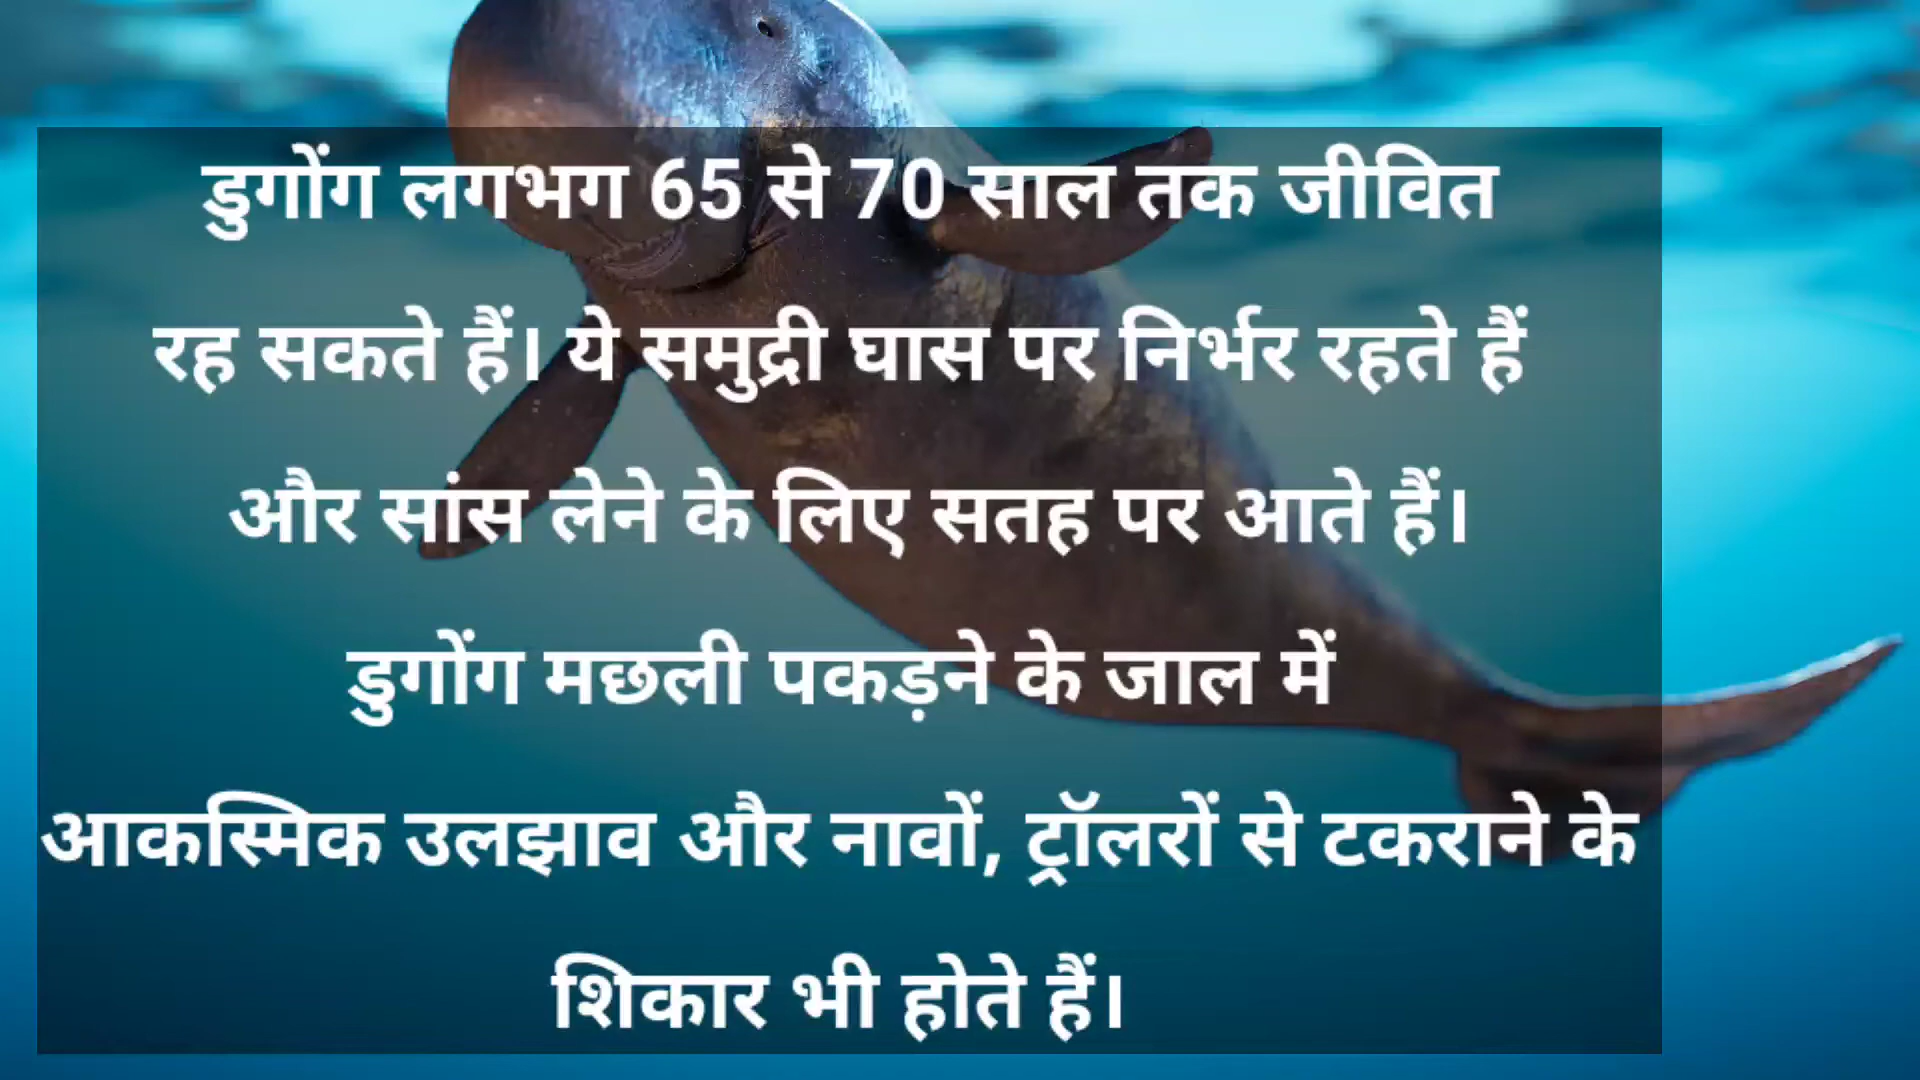 डुगोंग लगभग 65 से 70 साल तक जीवित
रह सकते हैं। ये समुद्री घास पर निर्भर रहते हैं
और सांस लेने के लिए सतह पर आते हैं।
डुगोंग मछली पकड़ने के जाल में
आकस्मिक उलझाव और नावों, ट्रॉलरों से टकराने के
शिकार भी होते हैं।